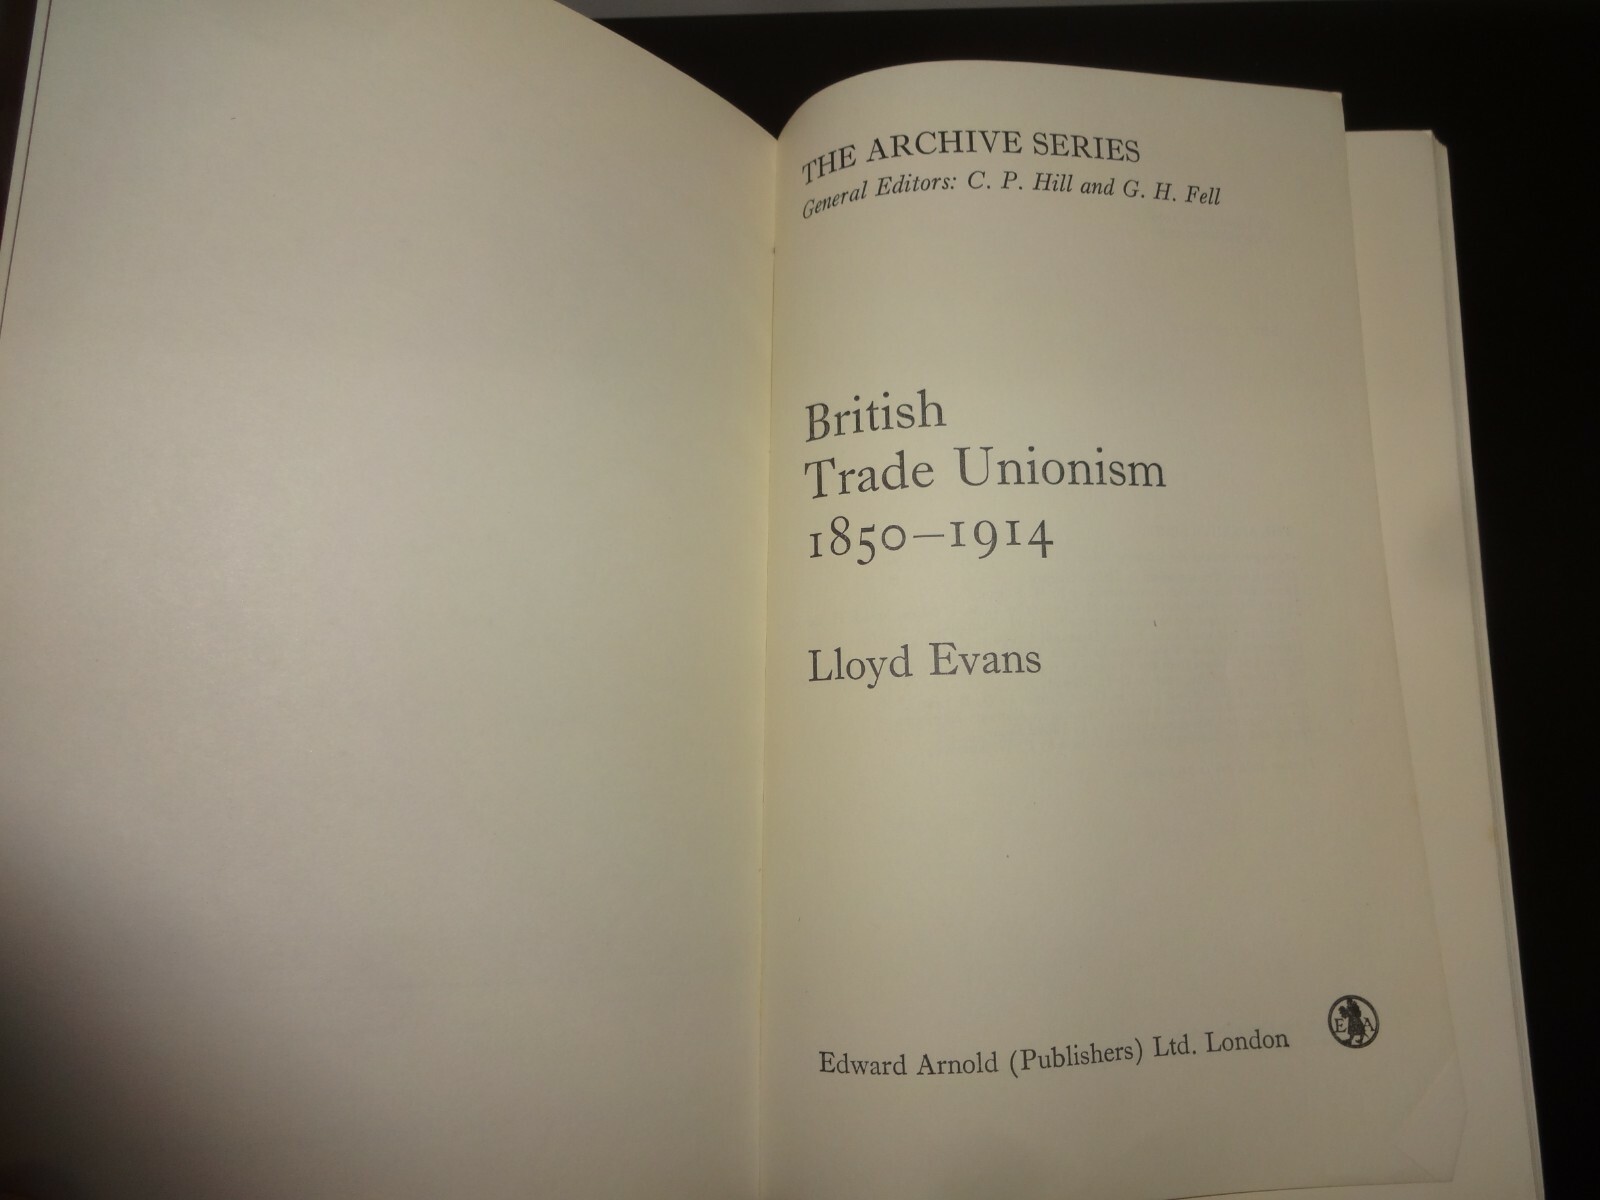 THE ARCHIVE SERIES
General Editors: C. P. Hill and G. H. Fell
British
Trade Unionism
1850–1914
Lloyd Evans
Edward Arnold (Publishers) Ltd. London
E A